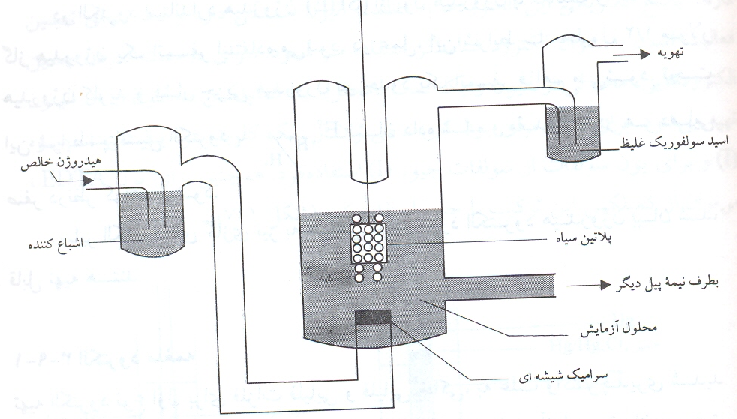 تهویه
اسید سولفوریک غلیظ
هیدروژن خالص
اشباع کننده
پلاتین سیاه
بطرف نیمهٔ پیل دیگر
محلول آزمایش
سرامیک شیشه ای